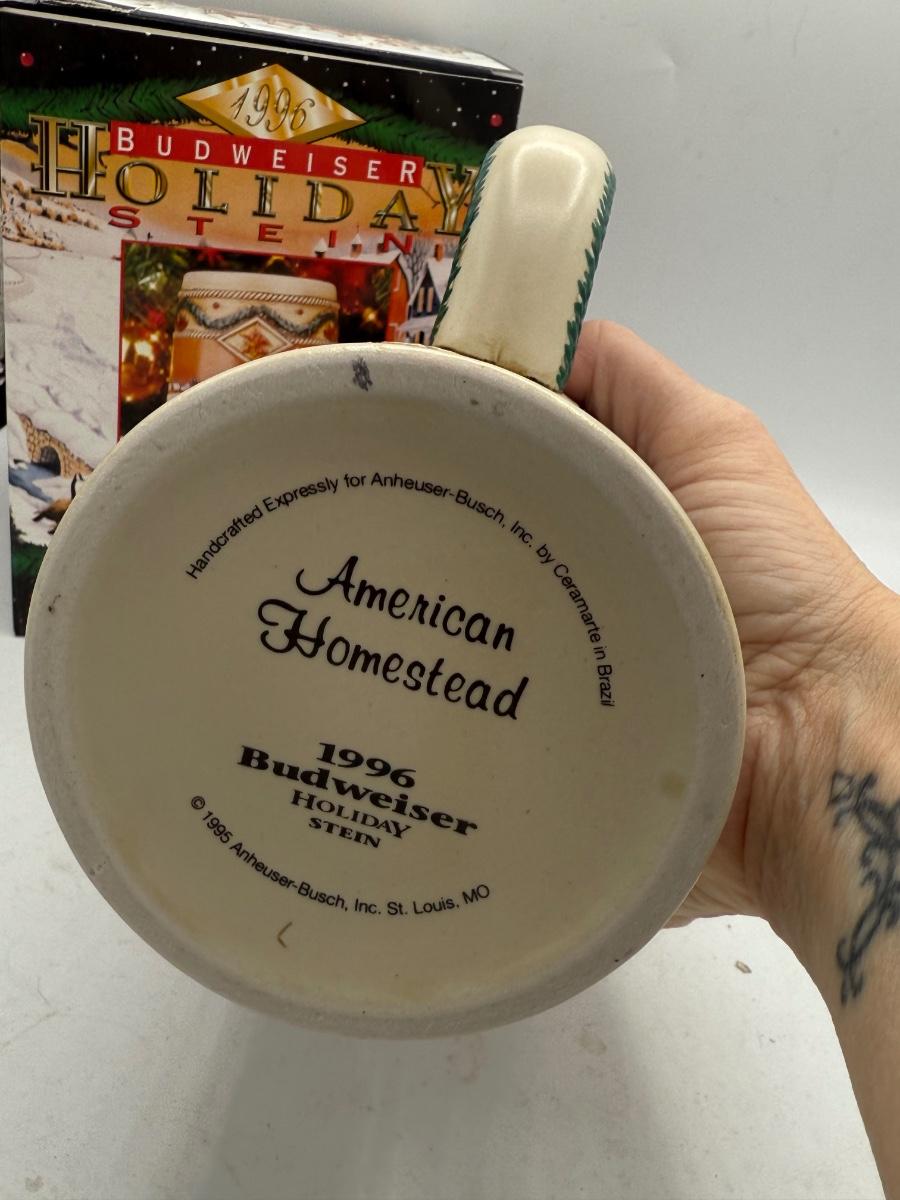 1996
BUDWEISER
HOLIDAY
STEIN
Handcrafted Expressly for Anheuser-Busch, Inc. by Ceramarte in Brazil
American
Homestead
1996
Budweiser
HOLIDAY
STEIN
© 1995 Anheuser-Busch, Inc. St. Louis, MO